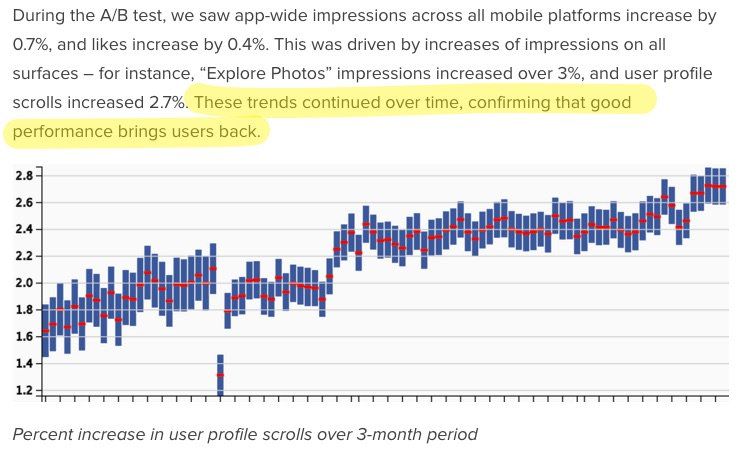 During the A/B test, we saw app-wide impressions across all mobile platforms increase by
0.7%, and likes increase by 0.4%. This was driven by increases of impressions on all
surfaces – for instance, “Explore Photos” impressions increased over 3%, and user profile
scrolls increased 2.7%. These trends continued over time, confirming that good
performance brings users back.
2.8
2.6
2.4
2.2
2.0
1.8
1.6
1.4
1.2
Percent increase in user profile scrolls over 3-month period